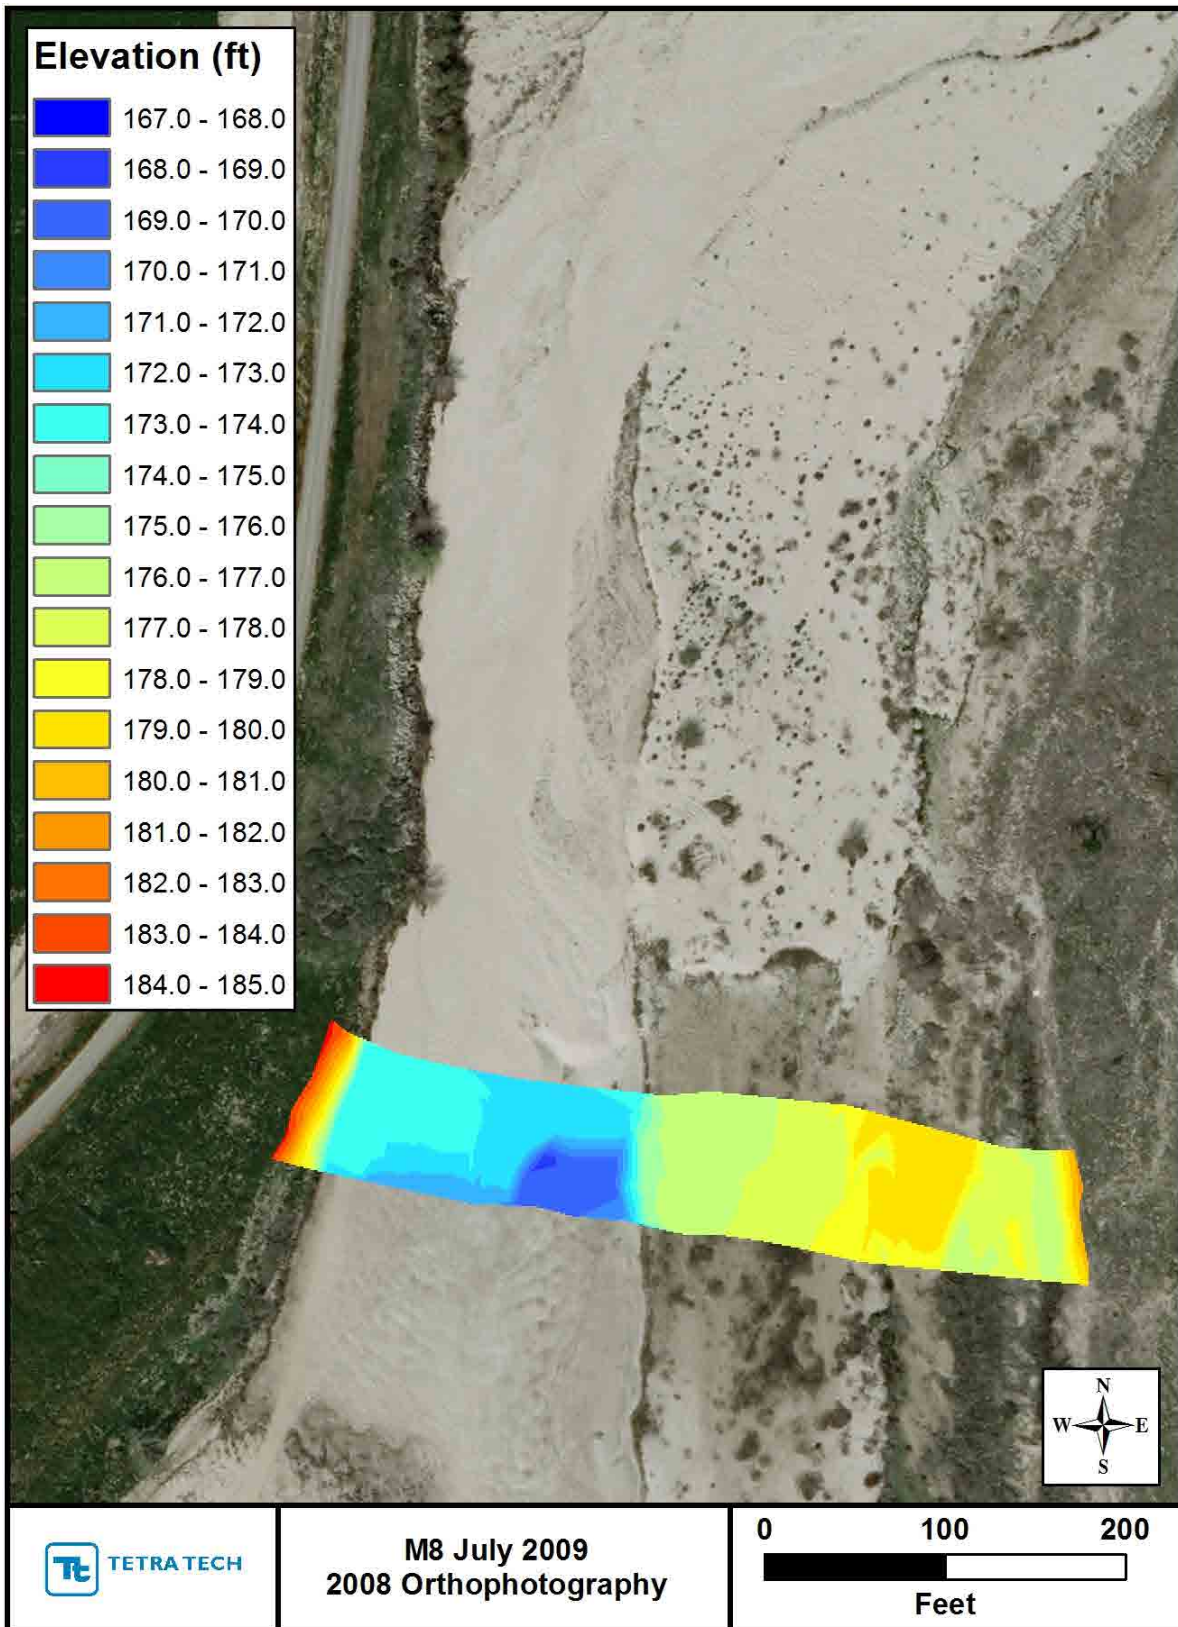 Elevation (ft)
167.0 - 168.0
168.0 - 169.0
169.0 - 170.0
170.0 - 171.0
171.0 - 172.0
172.0 - 173.0
173.0 - 174.0
174.0 - 175.0
175.0 - 176.0
176.0 - 177.0
177.0 - 178.0
178.0 - 179.0
179.0 - 180.0
180.0 - 181.0
181.0 - 182.0
182.0 - 183.0
183.0 - 184.0
184.0 - 185.0
N
W E
S
Tt TETRA TECH
M8 July 2009
2008 Orthophotography
0 100 200
Feet